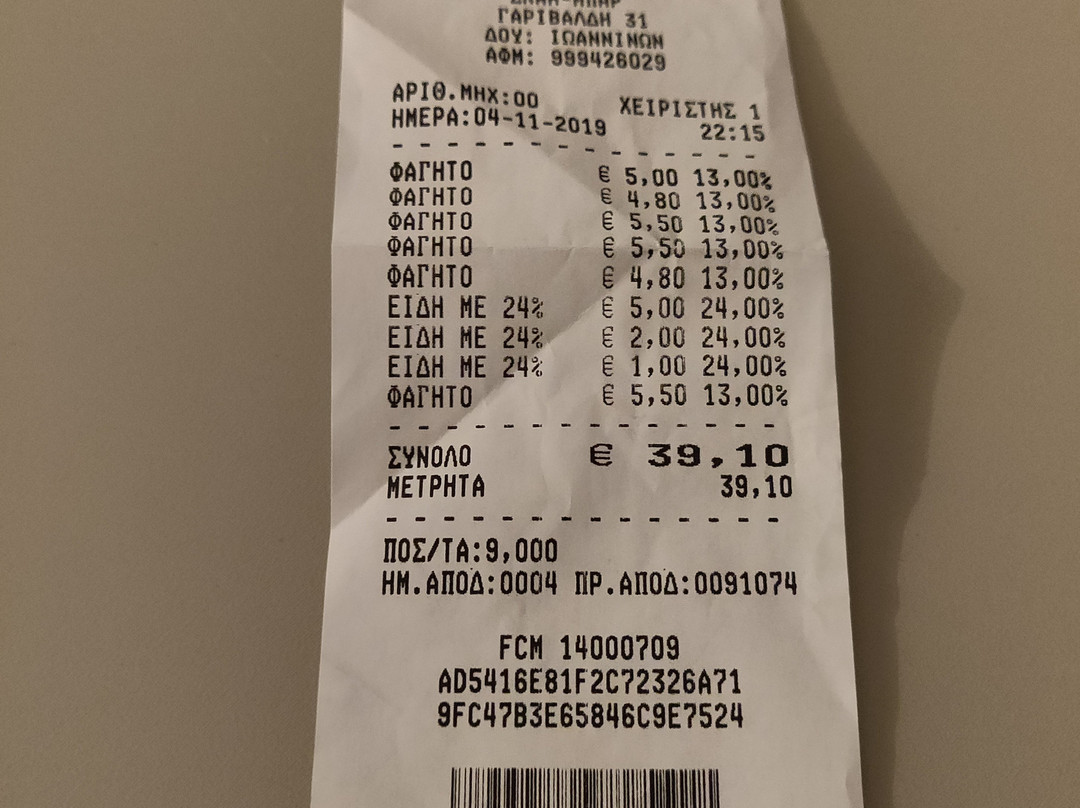 ΓΑΡΙΒΑΛΔΗ 31
ΔΟΥ: ΙΩΑΝΝΙΝΩΝ
ΑΦΜ: 999426029
ΑΡΙΘ.ΜΗΧ:00 ΧΕΙΡΙΣΤΗΣ 1
ΗΜΕΡΑ:04-11-2019 22:15
ΦΑΓΗΤΟ € 5,00 13,00%
ΦΑΓΗΤΟ € 4,80 13,00%
ΦΑΓΗΤΟ € 5,50 13,00%
ΦΑΓΗΤΟ € 5,50 13,00%
ΦΑΓΗΤΟ € 4,80 13,00%
ΕΙΔΗ ΜΕ 24% € 5,00 24,00%
ΕΙΔΗ ΜΕ 24% € 2,00 24,00%
ΕΙΔΗ ΜΕ 24% € 1,00 24,00%
ΦΑΓΗΤΟ € 5,50 13,00%
ΣΥΝΟΛΟ € 39,10
ΜΕΤΡΗΤΑ 39,10
ΠΟΣ/ΤΑ:9,000
ΗΜ.ΑΠΟΔ:0004 ΠΡ.ΑΠΟΔ:0091074
FCM 14000709
AD5416E81F2C72326A71
9FC47B3E65846C9E7524